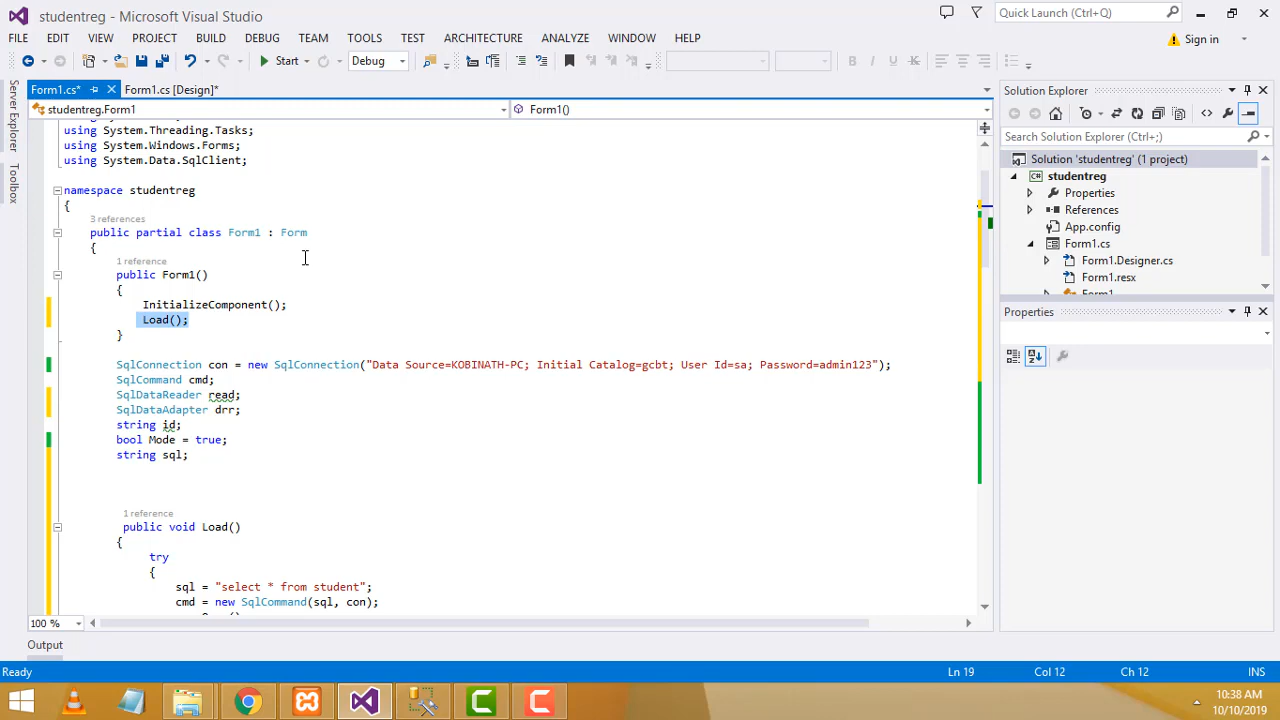 studentreg - Microsoft Visual Studio
Quick Launch (Ctrl+Q)
FILE EDIT VIEW PROJECT BUILD DEBUG TEAM TOOLS TEST ARCHITECTURE ANALYZE WINDOW HELP
Sign in
Start Debug
Server Explorer
Toolbox
Form1.cs* Form1.cs [Design]*
studentreg.Form1 Form1()
using System.Threading.Tasks;
using System.Windows.Forms;
using System.Data.SqlClient;
namespace studentreg
{
3 references
public partial class Form1 : Form
{
1 reference
public Form1()
{
InitializeComponent();
Load();
}
SqlConnection con = new SqlConnection("Data Source=KOBINATH-PC; Initial Catalog=gcbt; User Id=sa; Password=admin123");
SqlCommand cmd;
SqlDataReader read;
SqlDataAdapter drr;
string id;
bool Mode = true;
string sql;
1 reference
public void Load()
{
try
{
sql = "select * from student";
cmd = new SqlCommand(sql, con);
100 %
Solution Explorer
Search Solution Explorer (Ctrl+;)
Solution 'studentreg' (1 project)
studentreg
Properties
References
App.config
Form1.cs
Form1.Designer.cs
Form1.resx
Form1
Properties
Output
Ready Ln 19 Col 12 Ch 12 INS
10:38 AM
10/10/2019